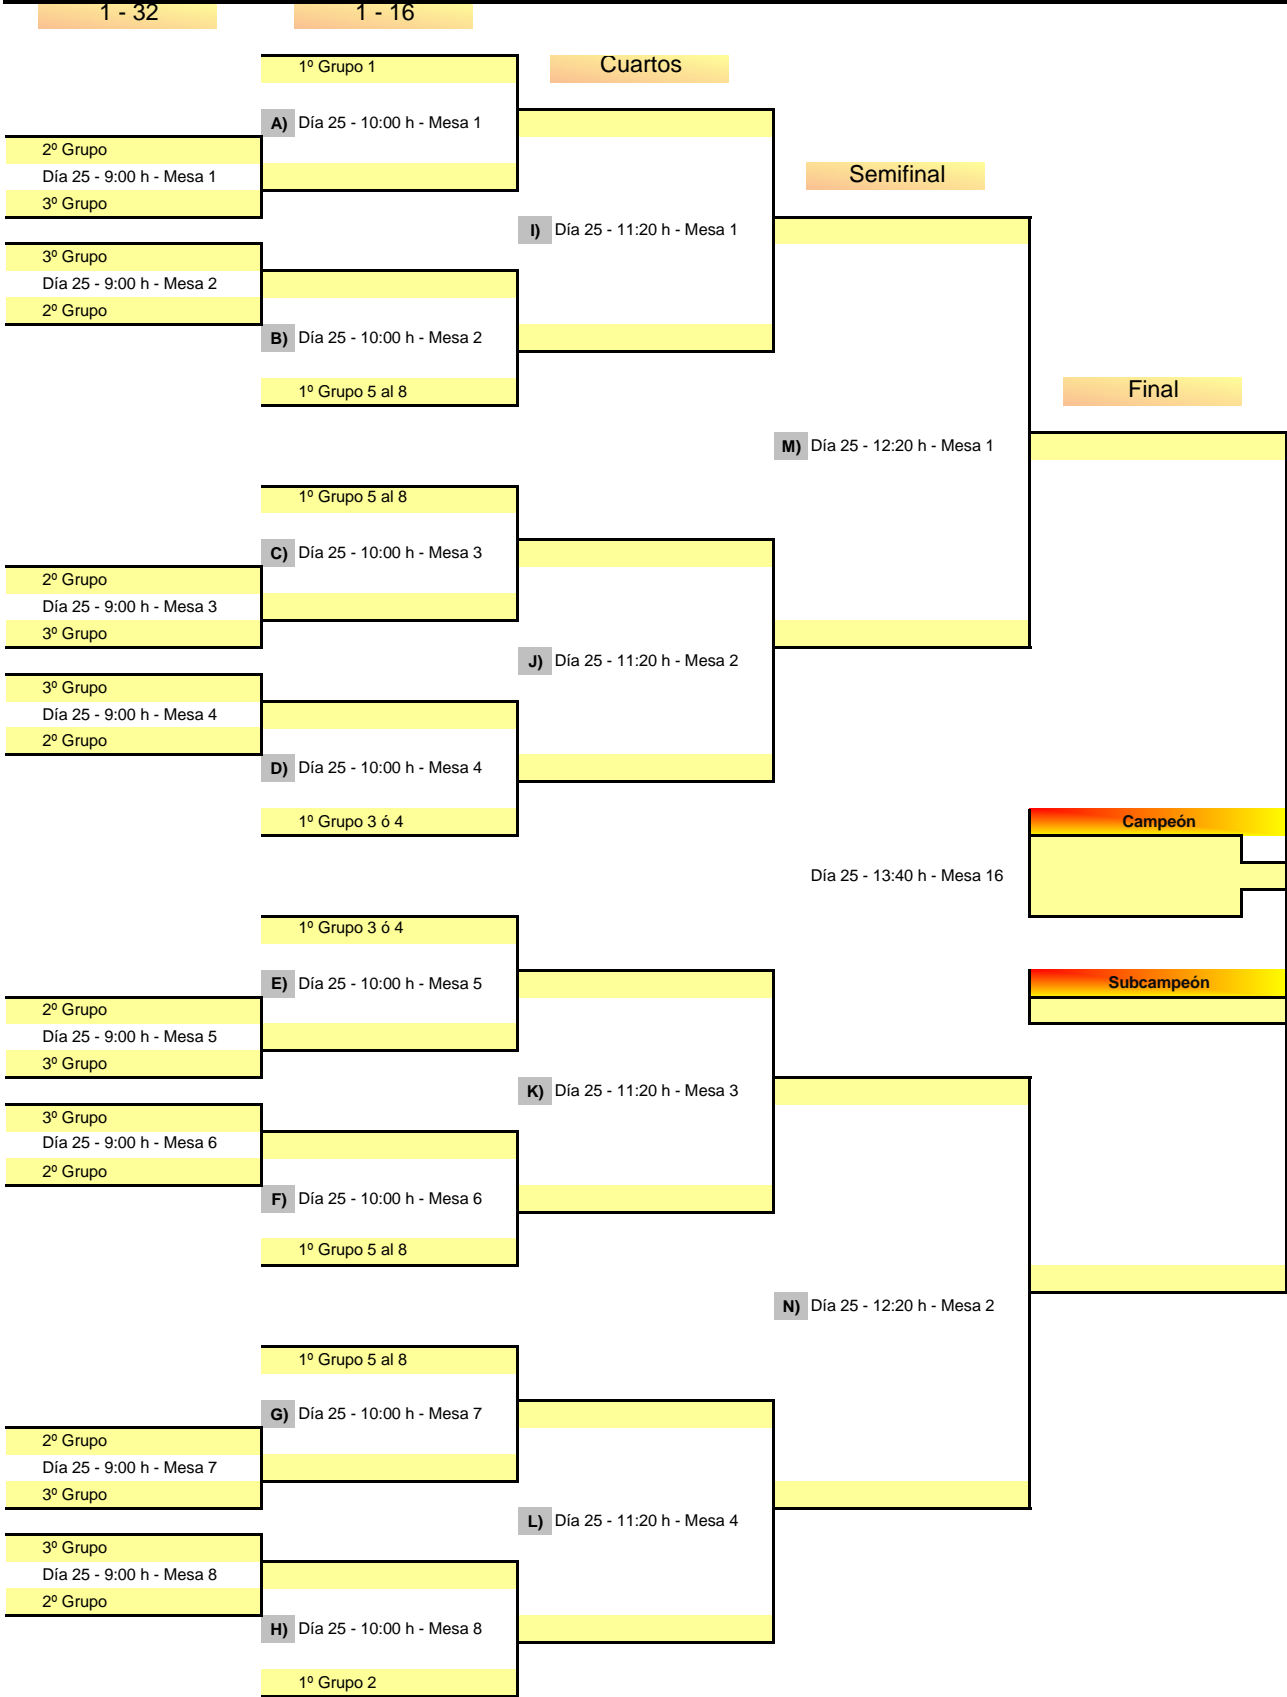 1 - 32
1 - 16
1º Grupo 1
Cuartos
A) Día 25 - 10:00 h - Mesa 1
2º Grupo
Día 25 - 9:00 h - Mesa 1
3º Grupo
Semifinal
I) Día 25 - 11:20 h - Mesa 1
3º Grupo
Día 25 - 9:00 h - Mesa 2
2º Grupo
B) Día 25 - 10:00 h - Mesa 2
1º Grupo 5 al 8
Final
M) Día 25 - 12:20 h - Mesa 1
1º Grupo 5 al 8
C) Día 25 - 10:00 h - Mesa 3
2º Grupo
Día 25 - 9:00 h - Mesa 3
3º Grupo
J) Día 25 - 11:20 h - Mesa 2
3º Grupo
Día 25 - 9:00 h - Mesa 4
2º Grupo
D) Día 25 - 10:00 h - Mesa 4
1º Grupo 3 ó 4
Campeón
Día 25 - 13:40 h - Mesa 16
1º Grupo 3 ó 4
E) Día 25 - 10:00 h - Mesa 5
Subcampeón
2º Grupo
Día 25 - 9:00 h - Mesa 5
3º Grupo
K) Día 25 - 11:20 h - Mesa 3
3º Grupo
Día 25 - 9:00 h - Mesa 6
2º Grupo
F) Día 25 - 10:00 h - Mesa 6
1º Grupo 5 al 8
N) Día 25 - 12:20 h - Mesa 2
1º Grupo 5 al 8
G) Día 25 - 10:00 h - Mesa 7
2º Grupo
Día 25 - 9:00 h - Mesa 7
3º Grupo
L) Día 25 - 11:20 h - Mesa 4
3º Grupo
Día 25 - 9:00 h - Mesa 8
2º Grupo
H) Día 25 - 10:00 h - Mesa 8
1º Grupo 2